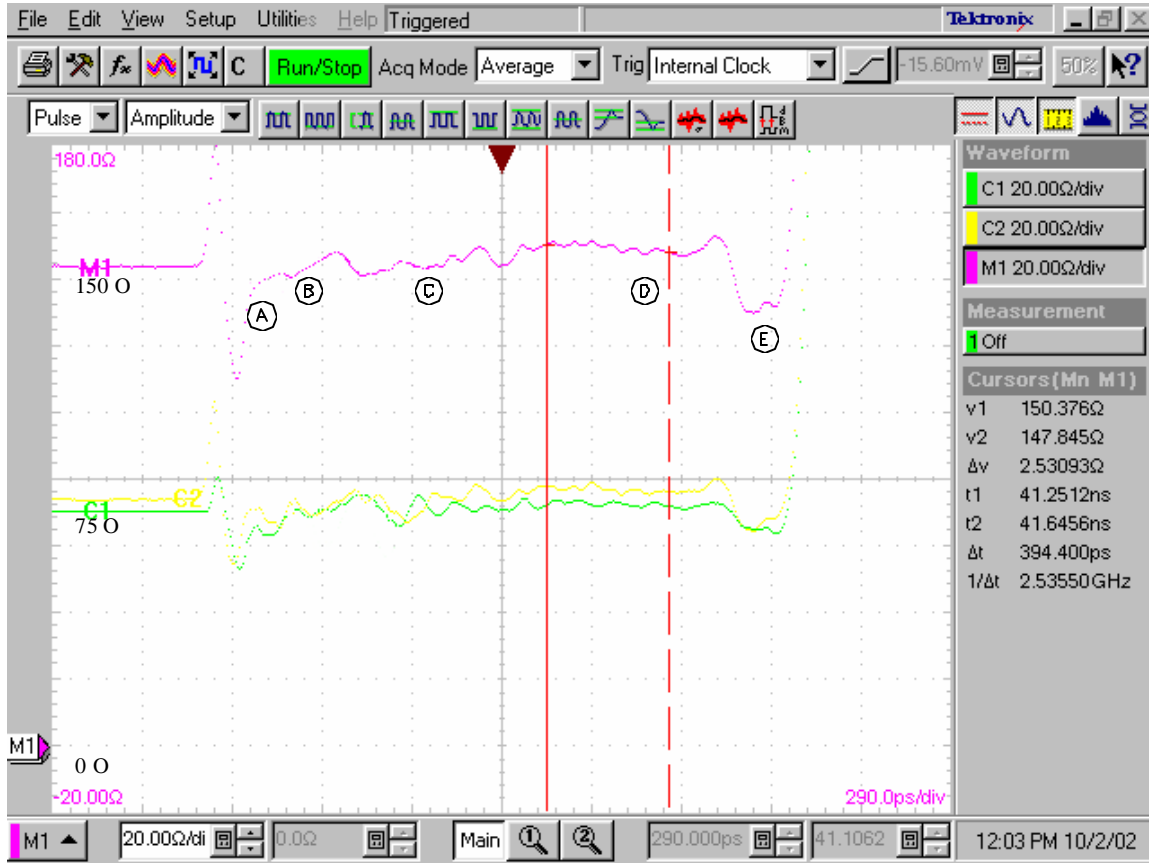 File Edit View Setup Utilities Help Triggered Tektronix
C Run/Stop Acq Mode Average Trig Internal Clock -15.60mV 50%
Pulse Amplitude
180.0Ω
M1
150 O
A
B
C
D
E
C2
C1
75 O
M1
0 O
-20.00Ω
290.0ps/div
Waveform
C1 20.00Ω/div
C2 20.00Ω/div
M1 20.00Ω/div
Measurement
1 Off
Cursors(Mn M1)
v1 150.376Ω
v2 147.845Ω
Δv 2.53093Ω
t1 41.2512ns
t2 41.6456ns
Δt 394.400ps
1/Δt 2.53550GHz
M1 20.00Ω/di 0.0Ω Main 1 2 290.000ps 41.1062 12:03 PM 10/2/02